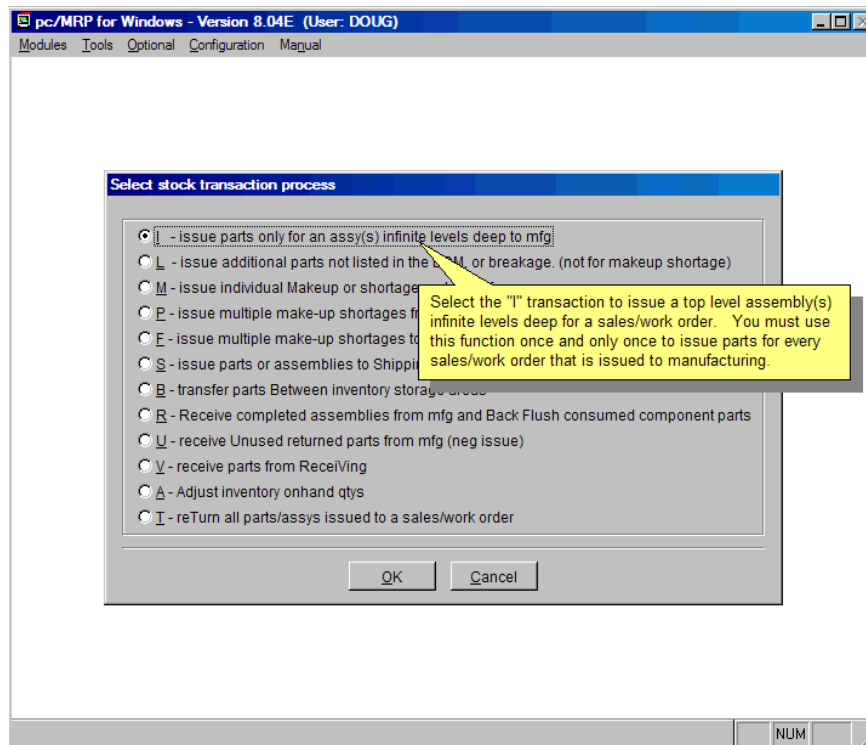 pc/MRP for Windows - Version 8.04E (User: DOUG)
Modules Tools Optional Configuration Manual
Select stock transaction process
I - issue parts only for an assy(s) infinite levels deep to mfg
L - issue additional parts not listed in the BOM, or breakage. (not for makeup shortage)
M - issue individual Makeup or shortage
P - issue multiple make-up shortages
F - issue multiple make-up shortages to
S - issue parts or assemblies to Shippin
B - transfer parts Between inventory storage areas
R - Receive completed assemblies from mfg and Back Flush consumed component parts
U - receive Unused returned parts from mfg (neg issue)
V - receive parts from ReceiVing
A - Adjust inventory onhand qtys
T - reTurn all parts/assys issued to a sales/work order
Select the "I" transaction to issue a top level assembly(s)
infinite levels deep for a sales/work order. You must use
this function once and only once to issue parts for every
sales/work order that is issued to manufacturing.
OK Cancel
NUM